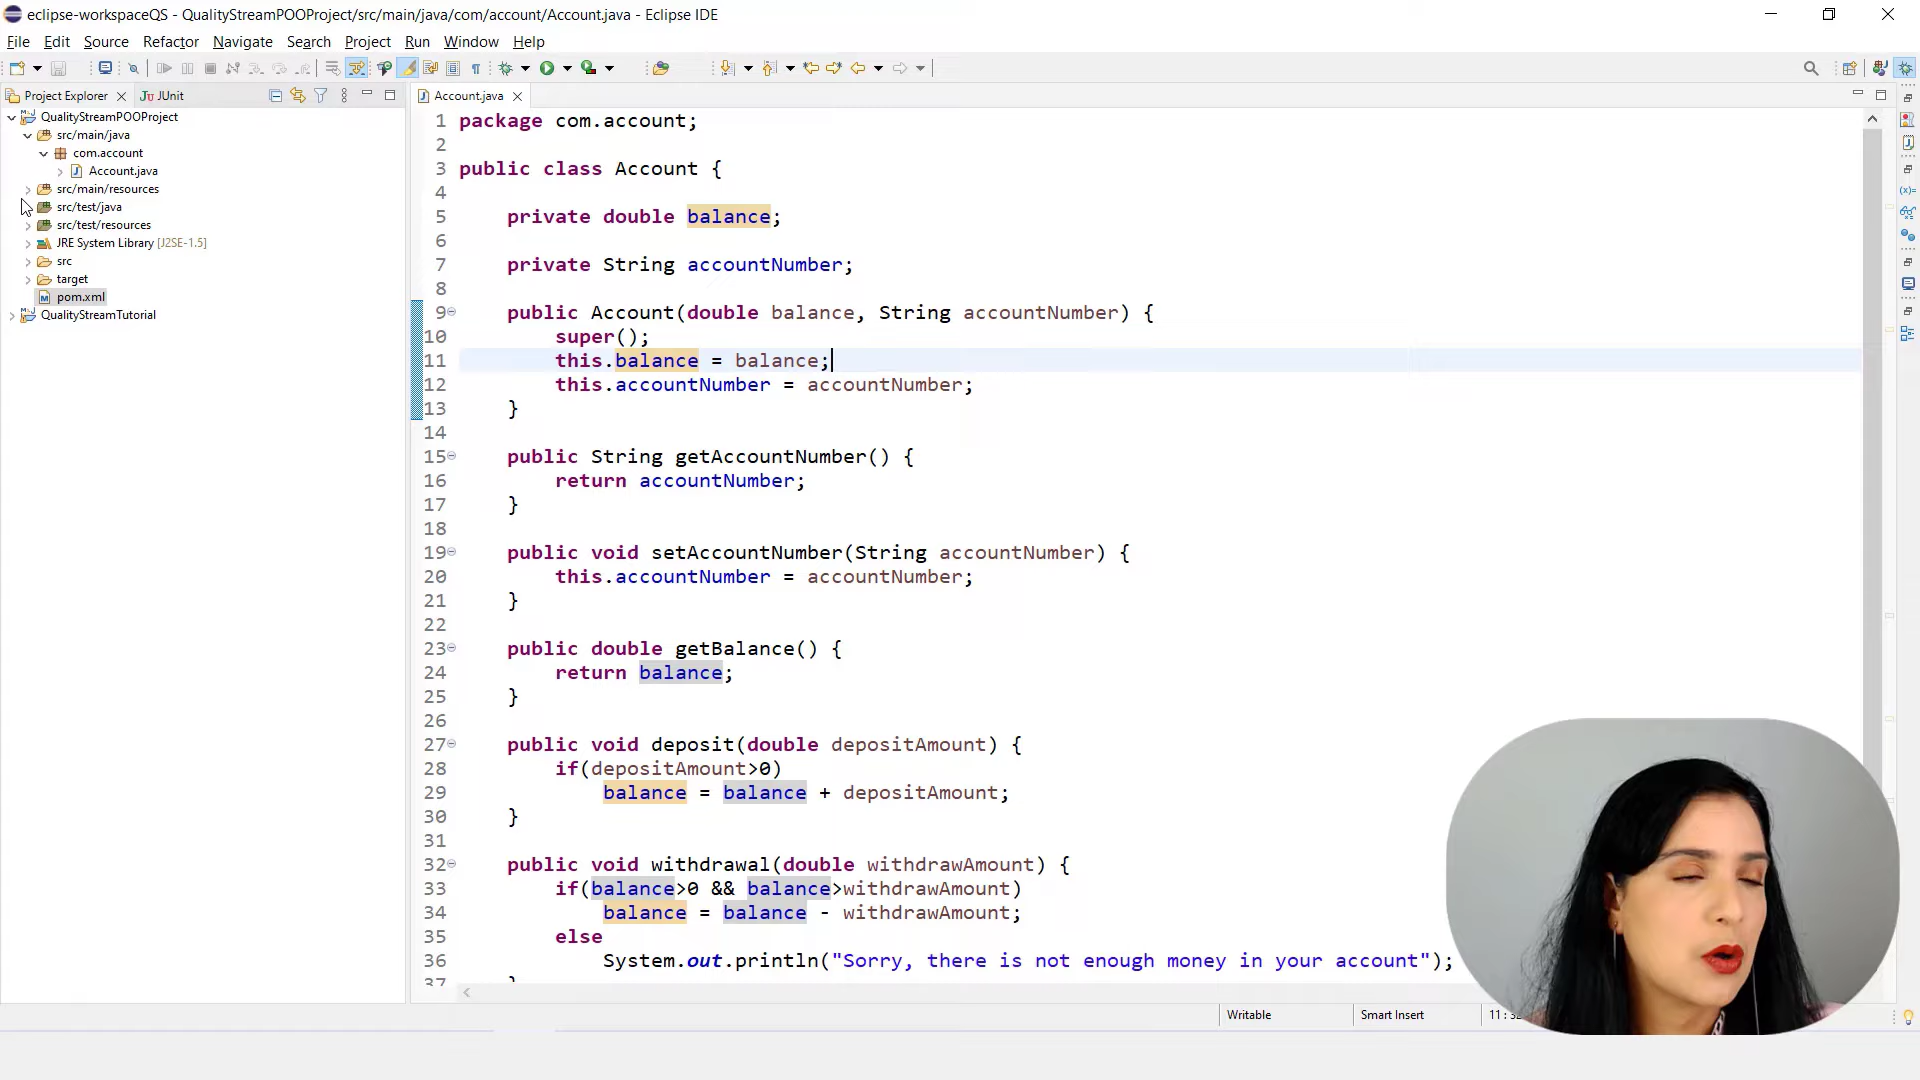 eclipse-workspaceQS - QualityStreamPOOProject/src/main/java/com/account/Account.java - Eclipse IDE
File Edit Source Refactor Navigate Search Project Run Window Help
Project Explorer
JUnit
Account.java
QualityStreamPOOProject
src/main/java
com.account
Account.java
src/main/resources
src/test/java
src/test/resources
JRE System Library [J2SE-1.5]
src
target
pom.xml
QualityStreamTutorial
1 package com.account;
2
3 public class Account {
4
5 private double balance;
6
7 private String accountNumber;
8
9 public Account(double balance, String accountNumber) {
10 super();
11 this.balance = balance;
12 this.accountNumber = accountNumber;
13 }
14
15 public String getAccountNumber() {
16 return accountNumber;
17 }
18
19 public void setAccountNumber(String accountNumber) {
20 this.accountNumber = accountNumber;
21 }
22
23 public double getBalance() {
24 return balance;
25 }
26
27 public void deposit(double depositAmount) {
28 if(depositAmount>0)
29 balance = balance + depositAmount;
30 }
31
32 public void withdrawal(double withdrawAmount) {
33 if(balance>0 && balance>withdrawAmount)
34 balance = balance - withdrawAmount;
35 else
36 System.out.println("Sorry, there is not enough money in your account");
37 }
Writable
Smart Insert